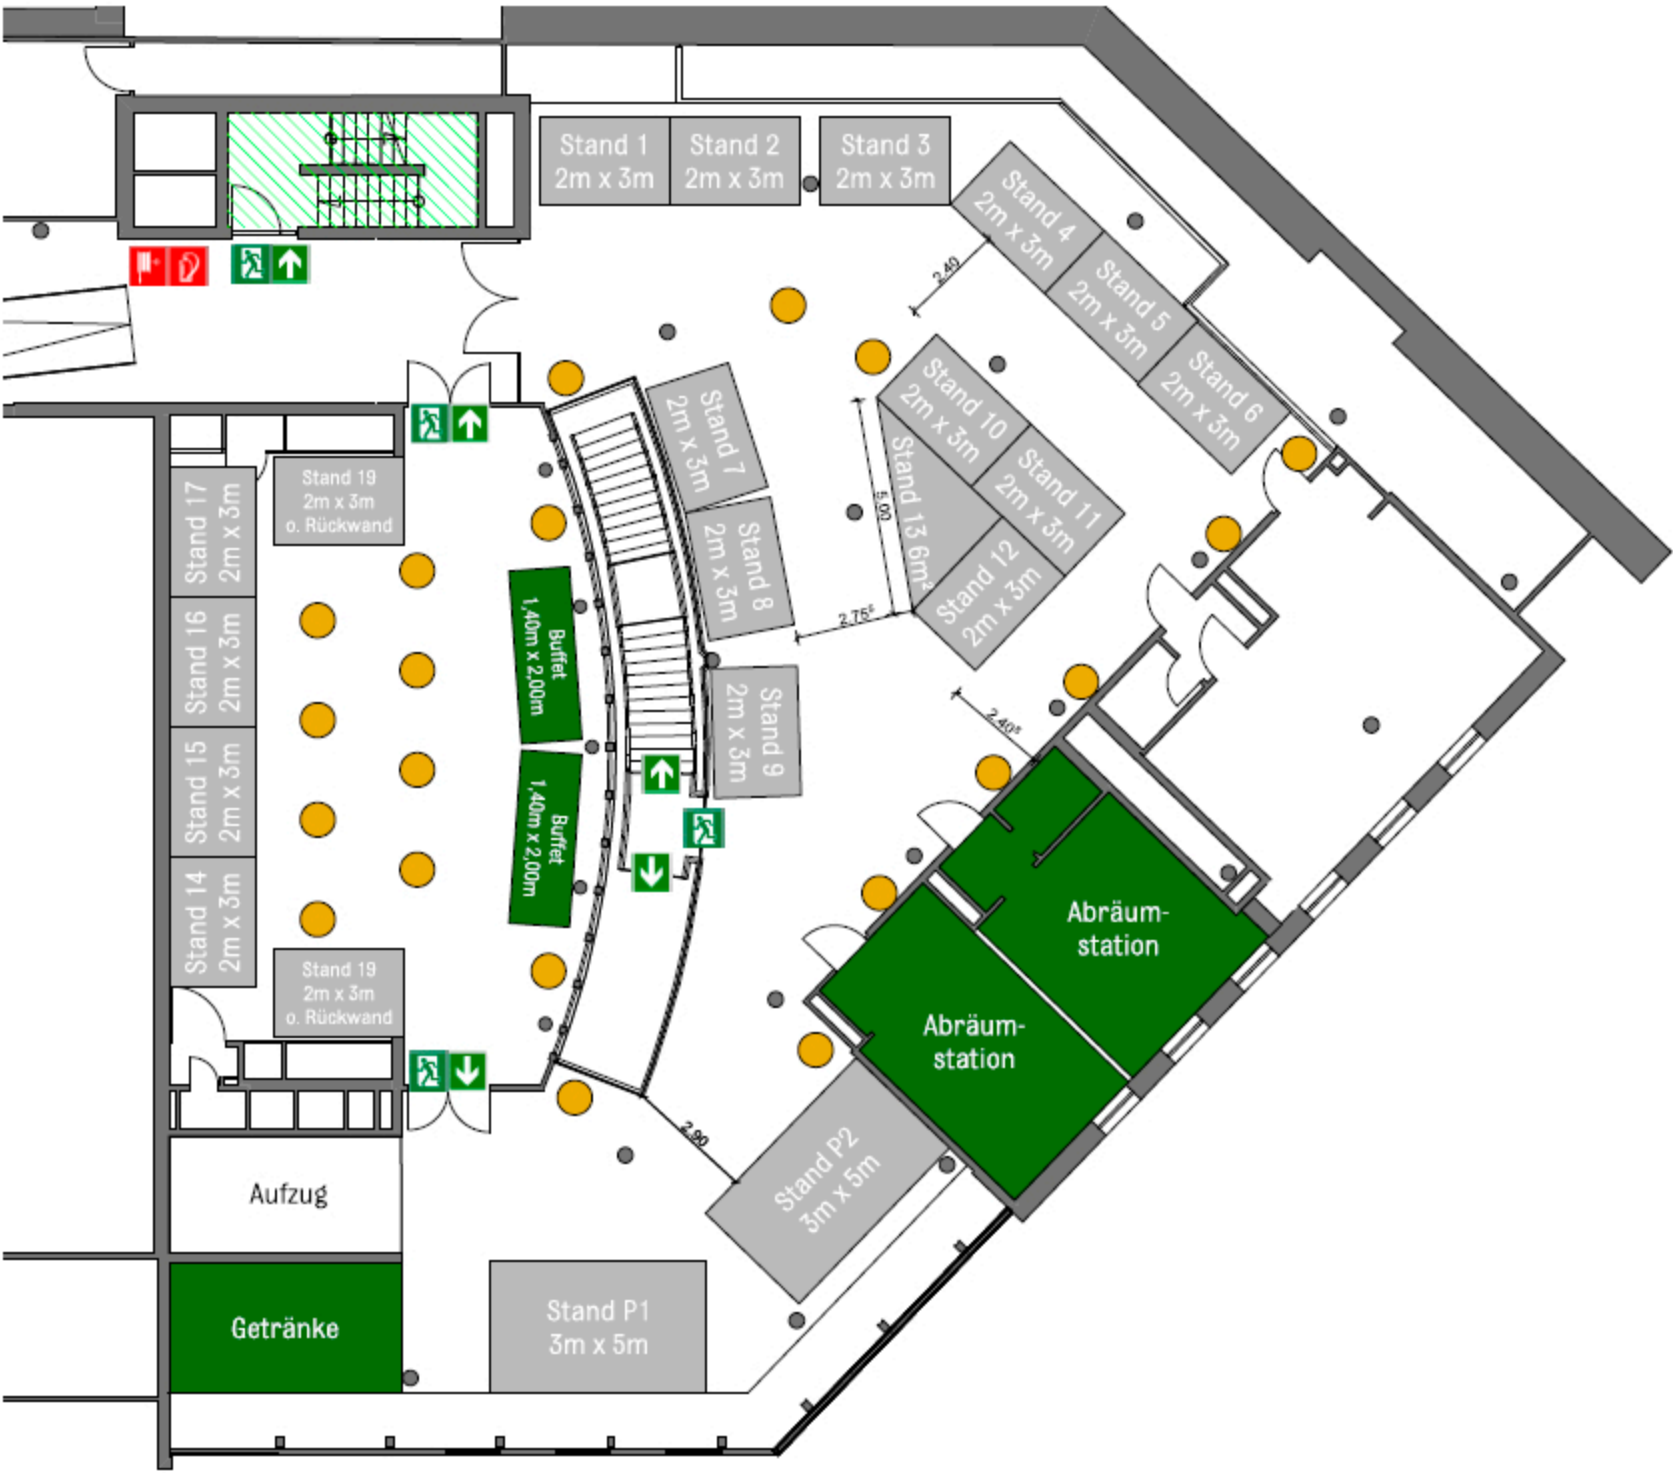 Stand 1
2m x 3m
Stand 2
2m x 3m
Stand 3
2m x 3m
Stand 4
2m x 3m
Stand 5
2m x 3m
Stand 6
2m x 3m
2.40
Stand 7
2m x 3m
Stand 8
2m x 3m
Stand 9
2m x 3m
Stand 10
2m x 3m
Stand 11
2m x 3m
Stand 12
2m x 3m
Stand 13 6m²
5.00
2.75⁵
2.40⁵
Stand 17
2m x 3m
Stand 16
2m x 3m
Stand 15
2m x 3m
Stand 14
2m x 3m
Stand 19
2m x 3m
o. Rückwand
Buffet
1,40m x 2,00m
Buffet
1,40m x 2,00m
Stand 19
2m x 3m
o. Rückwand
Abräum-
station
Abräum-
station
2.90
Stand P2
3m x 5m
Aufzug
Getränke
Stand P1
3m x 5m